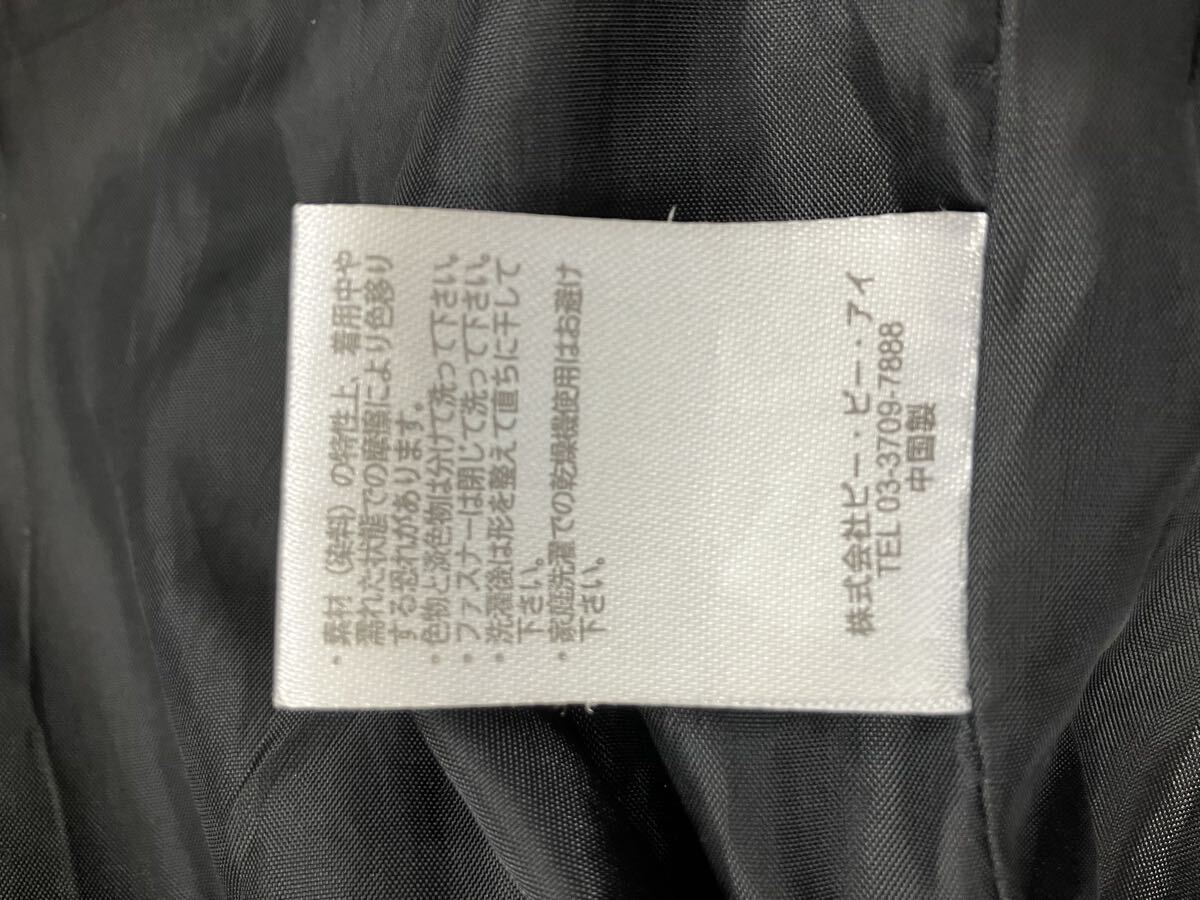 ・素材（染料）の特性上、着用中や
濡れた状態での摩擦により色移り
する恐れがあります。
・色物と淡色物は分けて洗って下さい。
・ファスナーは閉じて洗って下さい。
・洗濯後は形を整えて直ちに干して
下さい。
・家庭洗濯での乾燥機使用はお避け
下さい。
株式会社ビー・ビー・アイ
TEL 03-3709-7888
中国製